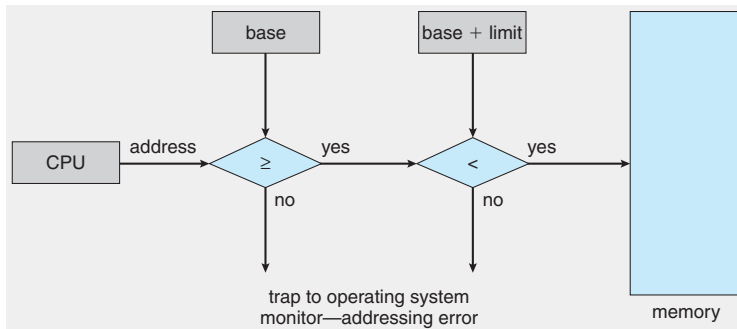 base
base + limit
CPU
address
≥
yes
<
yes
no
no
trap to operating system
monitor—addressing error
memory